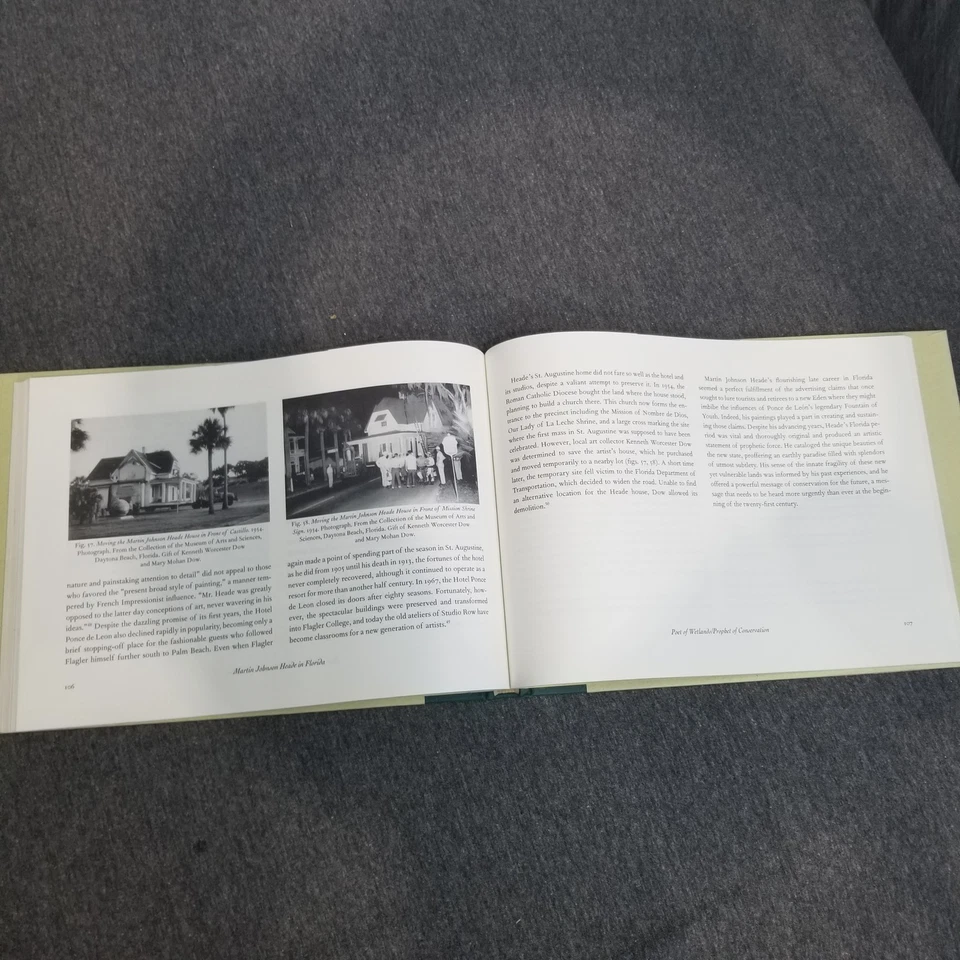 Fig. 57. Moving the Martin Johnson Heade House in Front of Castillo. 1954.
Photograph. From the Collection of the Museum of Arts and Sciences,
Daytona Beach, Florida. Gift of Kenneth Worcester Dow
and Mary Mohan Dow.
nature and painstaking attention to detail" did not appeal to those
who favored the "present broad style of painting," a manner tem-
pered by French Impressionist influence. "Mr. Heade was greatly
opposed to the latter day conceptions of art, never wavering in his
ideas." Despite the dazzling promise of its first years, the Hotel
Ponce de Leon also declined rapidly in popularity, becoming only a
brief stopping-off place for the fashionable guests who followed
Flagler himself further south to Palm Beach. Even when Flagler
Fig. 58. Moving the Martin Johnson Heade House in Front of Mission Shrine
Sign. 1954. Photograph. From the Collection of the Museum of Arts and
Sciences, Daytona Beach, Florida. Gift of Kenneth Worcester Dow
and Mary Mohan Dow.
again made a point of spending part of the season in St. Augustine,
as he did from 1905 until his death in 1913, the fortunes of the hotel
never completely recovered, although it continued to operate as a
resort for more than another half century. In 1967, the Hotel Ponce
de Leon closed its doors after eighty seasons. Fortunately, how-
ever, the spectacular buildings were preserved and transformed
into Flagler College, and today the old ateliers of Studio Row have
become classrooms for a new generation of artists.
Martin Johnson Heade in Florida
106
Heade's St. Augustine home did not fare so well as the hotel and
its studios, despite a valiant attempt to preserve it. In 1954, the
Roman Catholic Diocese bought the land where the house stood,
planning to build a church there. This church now forms the en-
trance to the precinct including the Mission of Nombre de Dios,
Our Lady of La Leche Shrine, and a large cross marking the site
where the first mass in St. Augustine was supposed to have been
celebrated. However, local art collector Kenneth Worcester Dow
was determined to save the artist's house, which he purchased
and moved temporarily to a nearby lot (figs. 57, 58). A short time
later, the temporary site fell victim to the Florida Department of
Transportation, which decided to widen the road. Unable to find
an alternative location for the Heade house, Dow allowed its
demolition.
Martin Johnson Heade's flourishing late career in Florida
seemed a perfect fulfillment of the advertising claims that once
sought to lure tourists and retirees to a new Eden where they might
imbibe the influences of Ponce de León's legendary Fountain of
Youth. Indeed, his paintings played a part in creating and sustain-
ing those claims. Despite his advancing years, Heade's Florida pe-
riod was vital and thoroughly original and produced an artistic
statement of prophetic force. He cataloged the unique beauties of
the new state, proffering an earthly paradise filled with splendors
of utmost subtlety. His sense of the innate fragility of these new
yet vulnerable lands was informed by his past experiences, and he
offered a powerful message of conservation for the future, a mes-
sage that needs to be heard more urgently than ever at the begin-
ning of the twenty-first century.
Poet of Wetlands/Prophet of Conservation
107